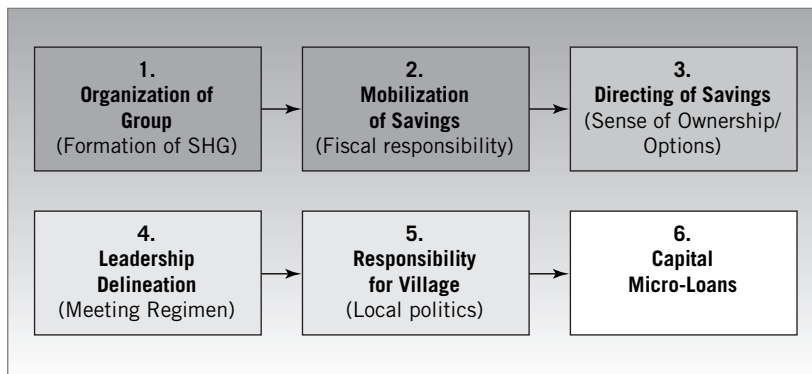 1.
Organization of
Group
(Formation of SHG)
2.
Mobilization
of Savings
(Fiscal responsibility)
3.
Directing of Savings
(Sense of Ownership/
Options)
4.
Leadership
Delineation
(Meeting Regimen)
5.
Responsibility
for Village
(Local politics)
6.
Capital
Micro-Loans